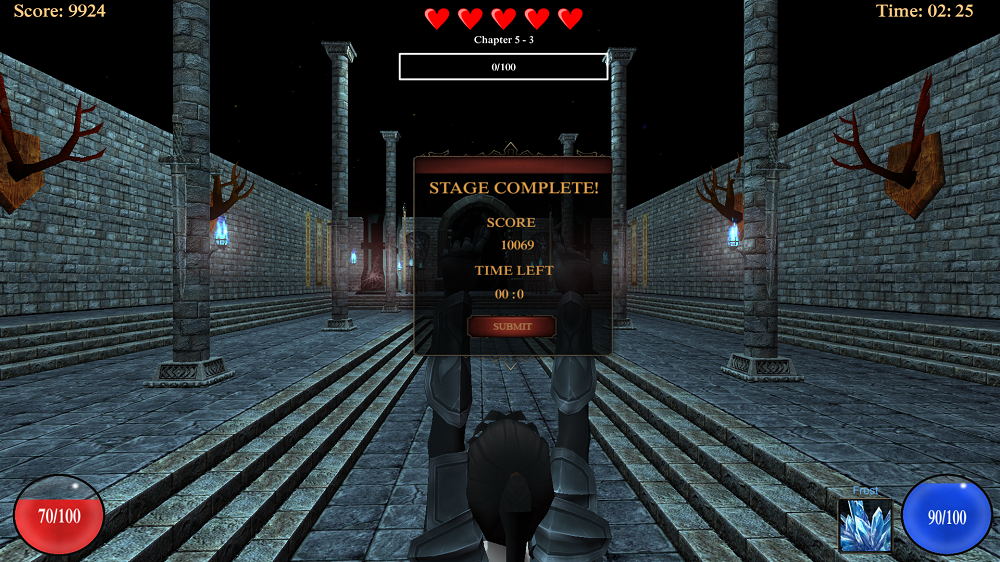 Score: 9924
Time: 02: 25
Chapter 5 - 3
0/100
STAGE COMPLETE!
SCORE
10069
TIME LEFT
00 :0
SUBMIT
70/100
Frost
90/100